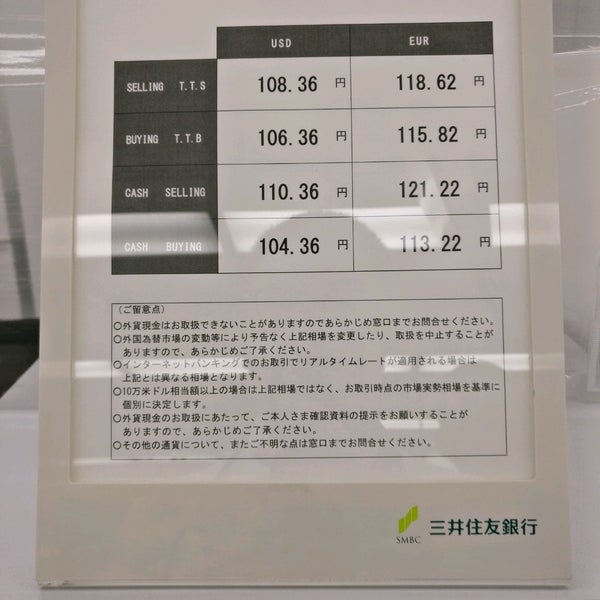 USD EUR
SELLING T.T.S 108.36 円 118.62 円
BUYING T.T.B 106.36 円 115.82 円
CASH SELLING 110.36 円 121.22 円
CASH BUYING 104.36 円 113.22 円
(ご留意点)
○外貨現金はお取扱できないことがありますのであらかじめ窓口までお問合せください。
○外国為替市場の変動等により予告なく上記相場を変更したり、取扱を中止することが
ありますので、あらかじめご了承ください。
○インターネットバンキングでのお取引でリアルタイムレートが適用される場合は
上記とは異なる相場となります。
○10万米ドル相当額以上の場合は上記相場ではなく、お取引時点の市場実勢相場を基準に
個別に決定します。
○外貨現金のお取扱にあたって、ご本人さま確認資料の提示をお願いすることが
ありますので、あらかじめご了承ください。
○その他の通貨について、またご不明な点は窓口までお問合せください。
SMBC 三井住友銀行